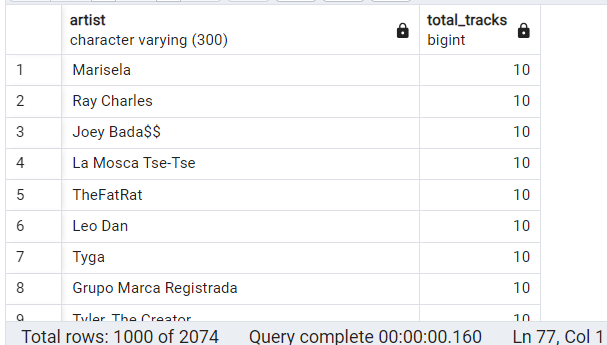 artist total_tracks
character varying (300) bigint
1 Marisela 10
2 Ray Charles 10
3 Joey Bada$$ 10
4 La Mosca Tse-Tse 10
5 TheFatRat 10
6 Leo Dan 10
7 Tyga 10
8 Grupo Marca Registrada 10
9 Tyler, The Creator 10
Total rows: 1000 of 2074 Query complete 00:00:00.160 Ln 77, Col 1